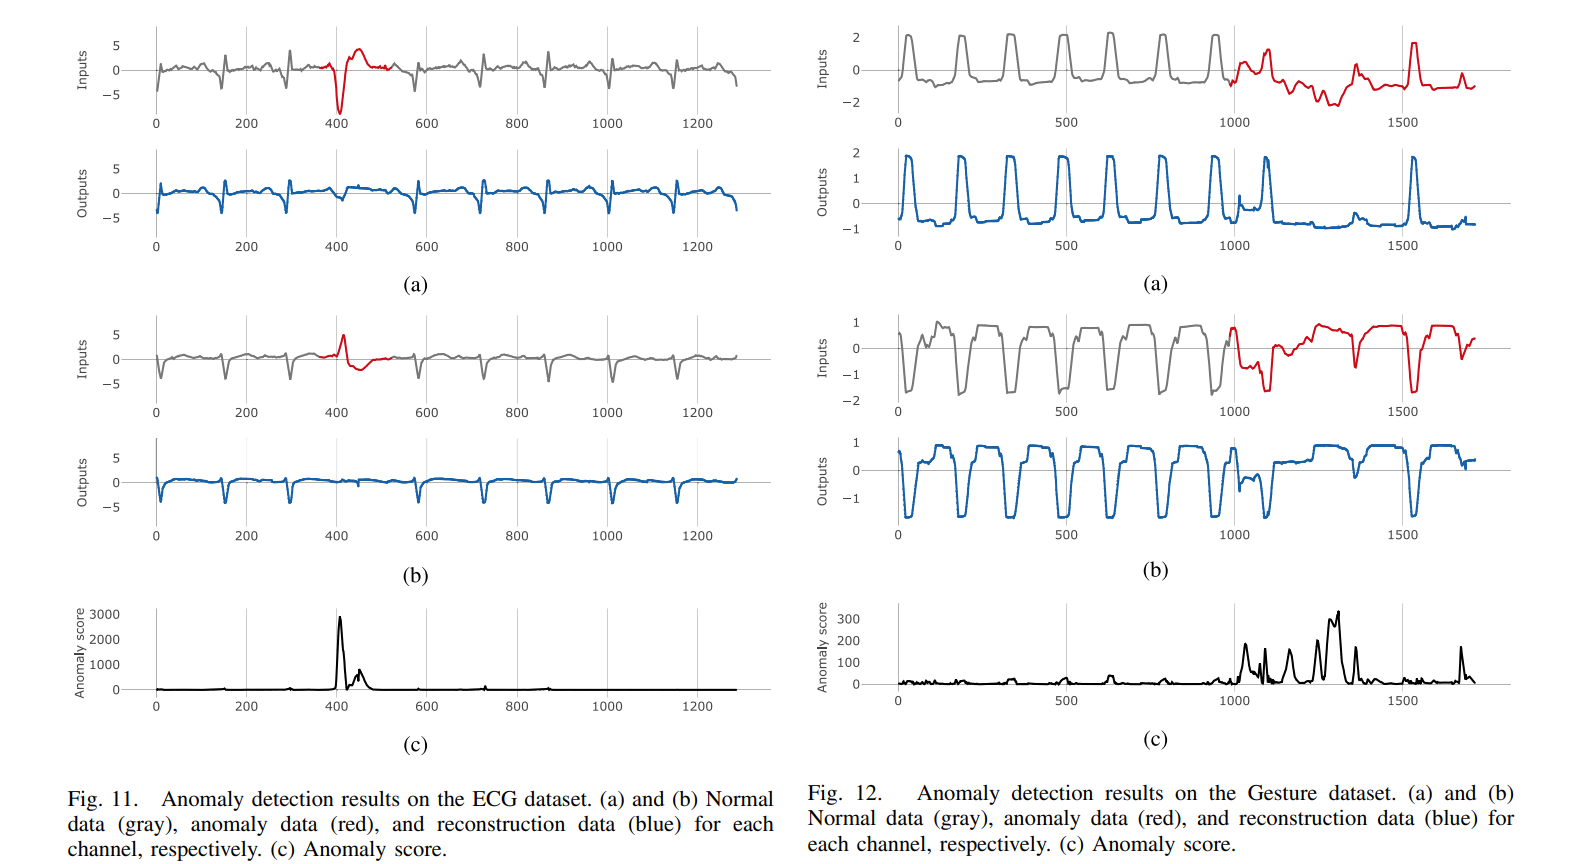 Inputs
5
0
−5
0 200 400 600 800 1000 1200
Outputs
5
0
−5
0 200 400 600 800 1000 1200
(a)
Inputs
5
0
−5
0 200 400 600 800 1000 1200
Outputs
5
0
−5
0 200 400 600 800 1000 1200
(b)
Anomaly score
3000
2000
1000
0
0 200 400 600 800 1000 1200
(c)
Fig. 11. Anomaly detection results on the ECG dataset. (a) and (b) Normal
data (gray), anomaly data (red), and reconstruction data (blue) for each
channel, respectively. (c) Anomaly score.
Inputs
2
0
−2
0 500 1000 1500
Outputs
2
1
0
−1
0 500 1000 1500
(a)
Inputs
1
0
−1
−2
0 500 1000 1500
Outputs
1
0
−1
0 500 1000 1500
(b)
Anomaly score
300
200
100
0
0 500 1000 1500
(c)
Fig. 12. Anomaly detection results on the Gesture dataset. (a) and (b)
Normal data (gray), anomaly data (red), and reconstruction data (blue) for
each channel, respectively. (c) Anomaly score.